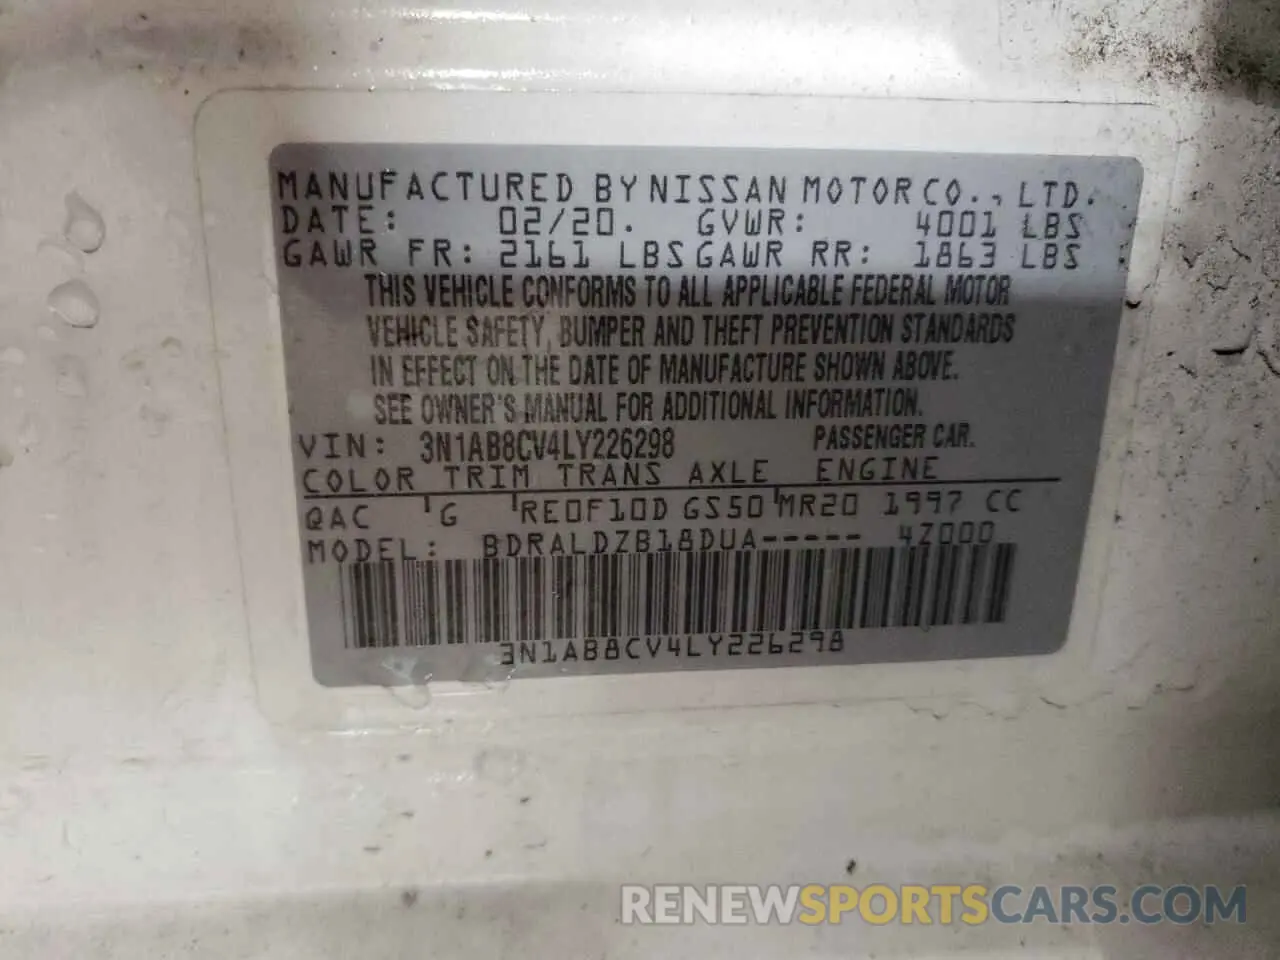 MANUFACTURED BY NISSAN MOTOR CO., LTD.
DATE: 02/20. GVWR: 4001 LBS
GAWR FR: 2161 LBS GAWR RR: 1863 LBS
THIS VEHICLE CONFORMS TO ALL APPLICABLE FEDERAL MOTOR
VEHICLE SAFETY, BUMPER AND THEFT PREVENTION STANDARDS
IN EFFECT ON THE DATE OF MANUFACTURE SHOWN ABOVE.
SEE OWNER'S MANUAL FOR ADDITIONAL INFORMATION.
VIN: 3N1AB8CV4LY226298 PASSENGER CAR.
COLOR TRIM TRANS AXLE ENGINE
QAC G RE0F10D GS50 MR20 1997 CC
MODEL: BDRALDZB18DUA----- 4Z000
3N1AB8CV4LY226298
RENEWSPORTSCARS.COM